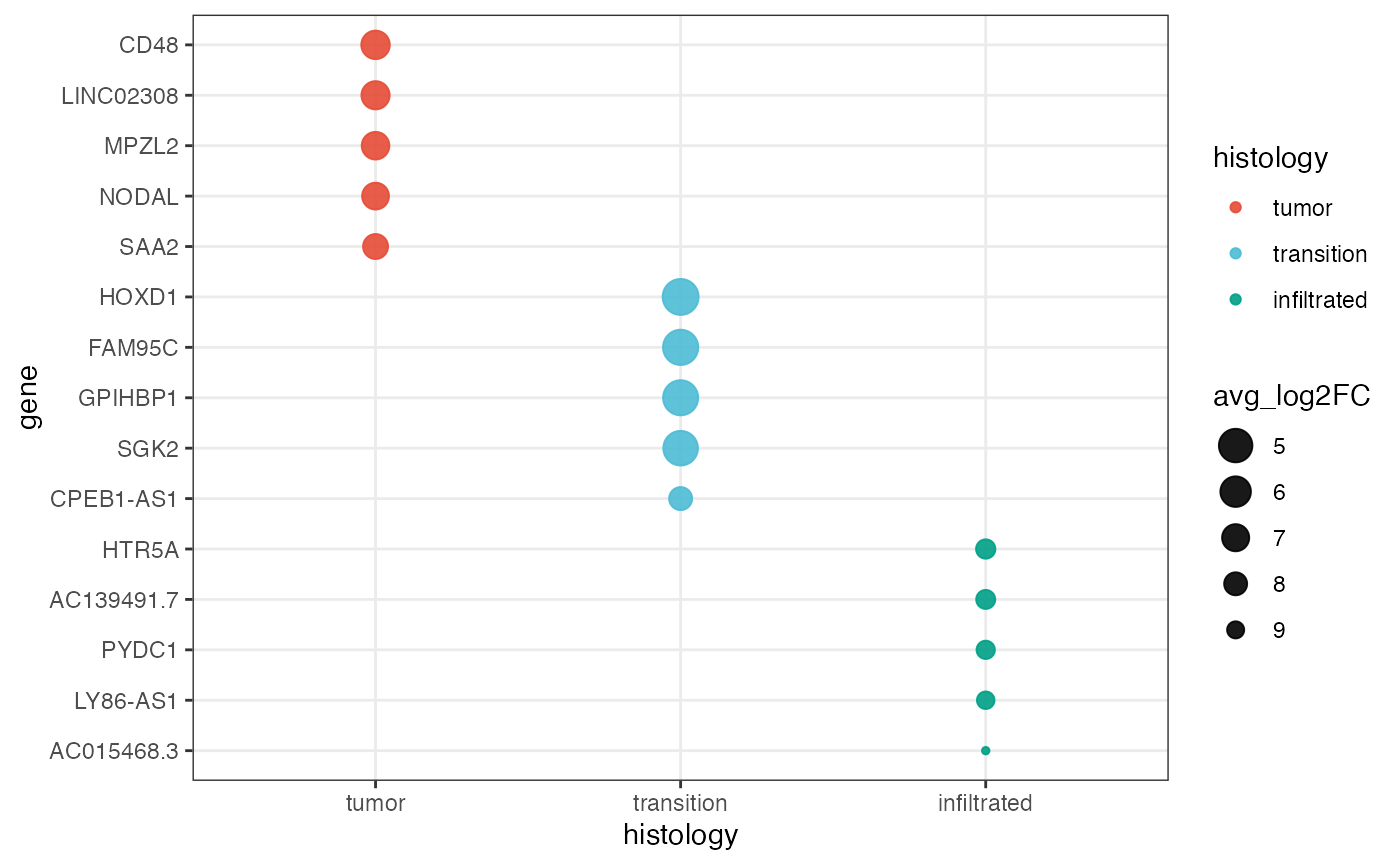 CD48
LINC02308
MPZL2
NODAL
SAA2
HOXD1
FAM95C
GPIHBP1
SGK2
CPEB1-AS1
HTR5A
AC139491.7
PYDC1
LY86-AS1
AC015468.3
gene
tumor
transition
infiltrated
histology
histology
tumor
transition
infiltrated
avg_log2FC
5
6
7
8
9